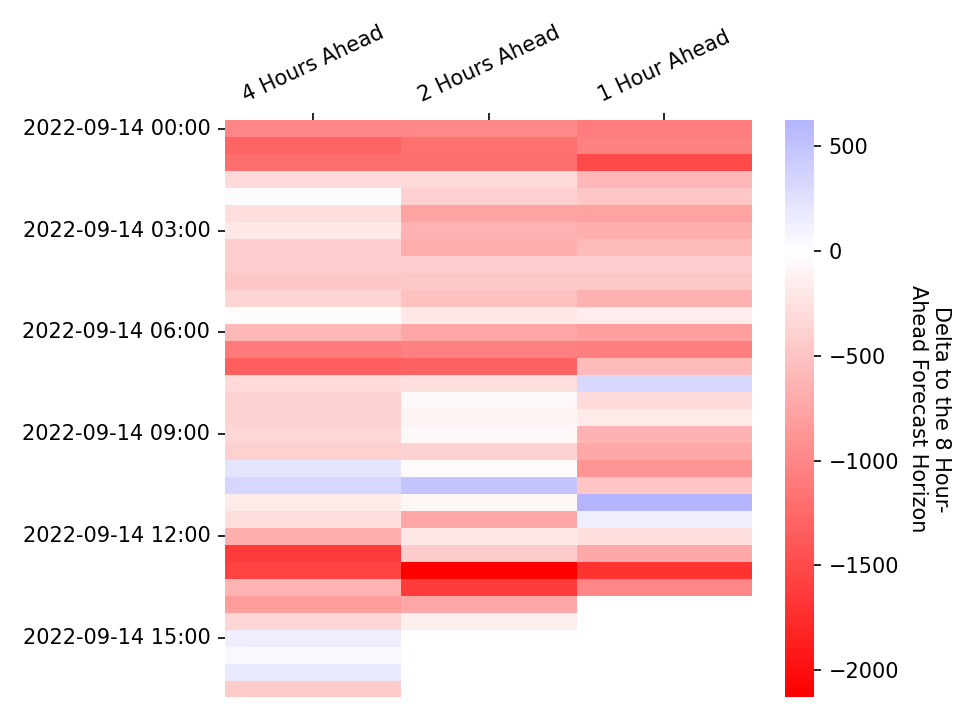 4 Hours Ahead
2 Hours Ahead
1 Hour Ahead
2022-09-14 00:00
2022-09-14 03:00
2022-09-14 06:00
2022-09-14 09:00
2022-09-14 12:00
2022-09-14 15:00
500
0
−500
−1000
−1500
−2000
Delta to the 8 Hour-
Ahead Forecast Horizon